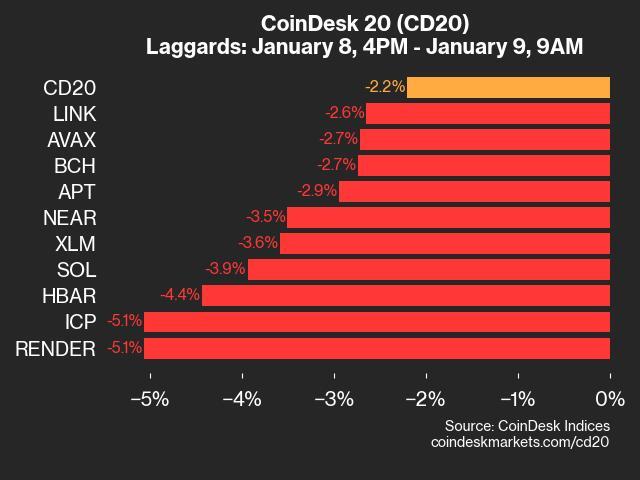 CoinDesk 20 (CD20)
Laggards: January 8, 4PM - January 9, 9AM
CD20 -2.2%
LINK -2.6%
AVAX -2.7%
BCH -2.7%
APT -2.9%
NEAR -3.5%
XLM -3.6%
SOL -3.9%
HBAR -4.4%
ICP -5.1%
RENDER -5.1%
−5% −4% −3% −2% −1% 0%
Source: CoinDesk Indices
coindeskmarkets.com/cd20